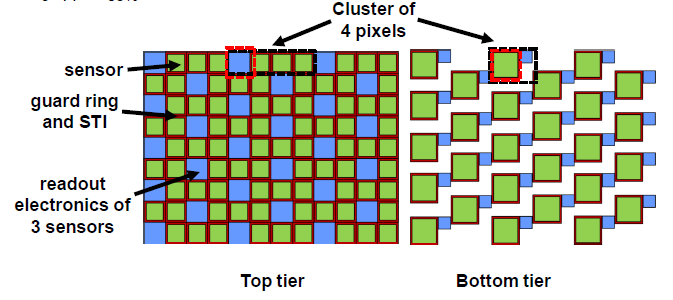 Cluster of
4 pixels
sensor
guard ring
and STI
readout
electronics of
3 sensors
Top tier
Bottom tier